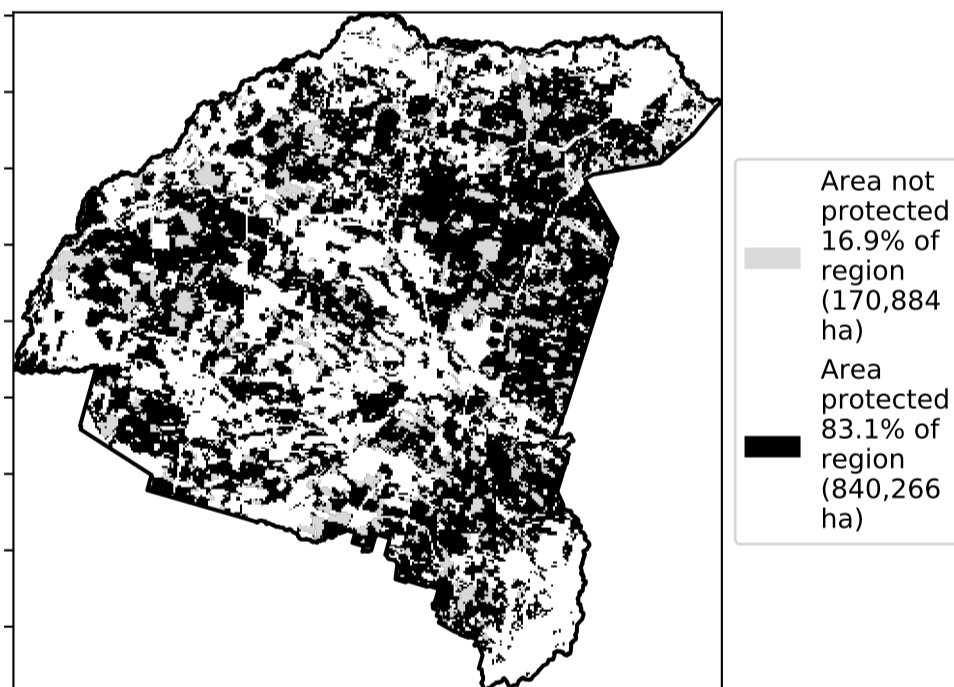 Area not
protected
16.9% of
region
(170,884
ha)
Area
protected
83.1% of
region
(840,266
ha)